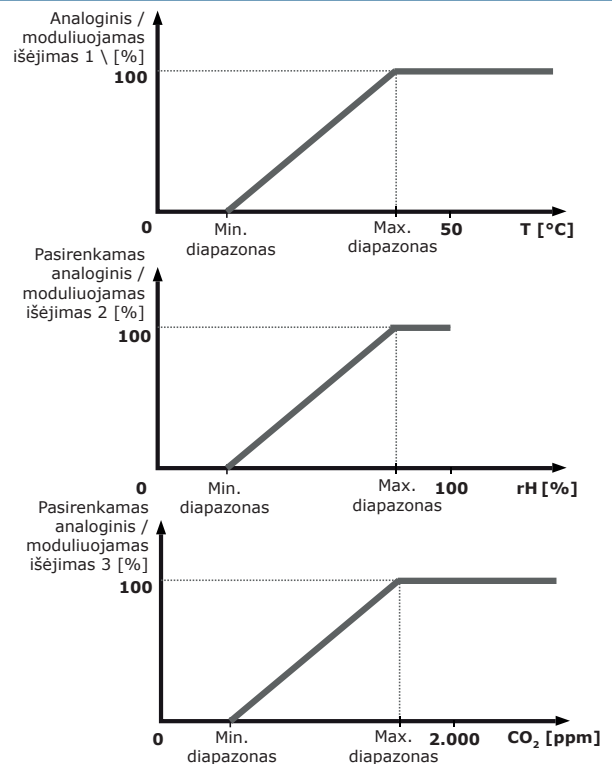 Analoginis /
moduliuojamas
išėjimas 1 \ [%]
100
0
Min.
diapazonas
Max.
diapazonas
50
T [°C]
Pasirenkamas
analoginis /
moduliuojamas
išėjimas 2 [%]
100
0
Min.
diapazonas
Max.
diapazonas
100
rH [%]
Pasirenkamas
analoginis /
moduliuojamas
išėjimas 3 [%]
100
0
Min.
diapazonas
Max.
diapazonas
2.000
CO₂ [ppm]